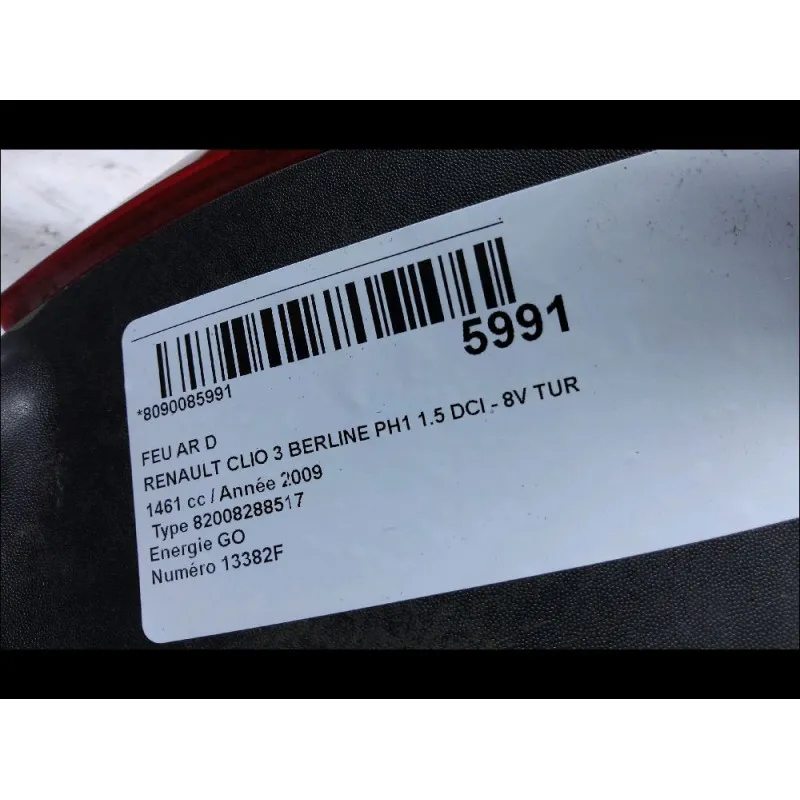 5991
*8090085991
FEU AR D
RENAULT CLIO 3 BERLINE PH1 1.5 DCI - 8V TUR
1461 cc / Année 2009
Type 82008288517
Energie GO
Numéro 13382F